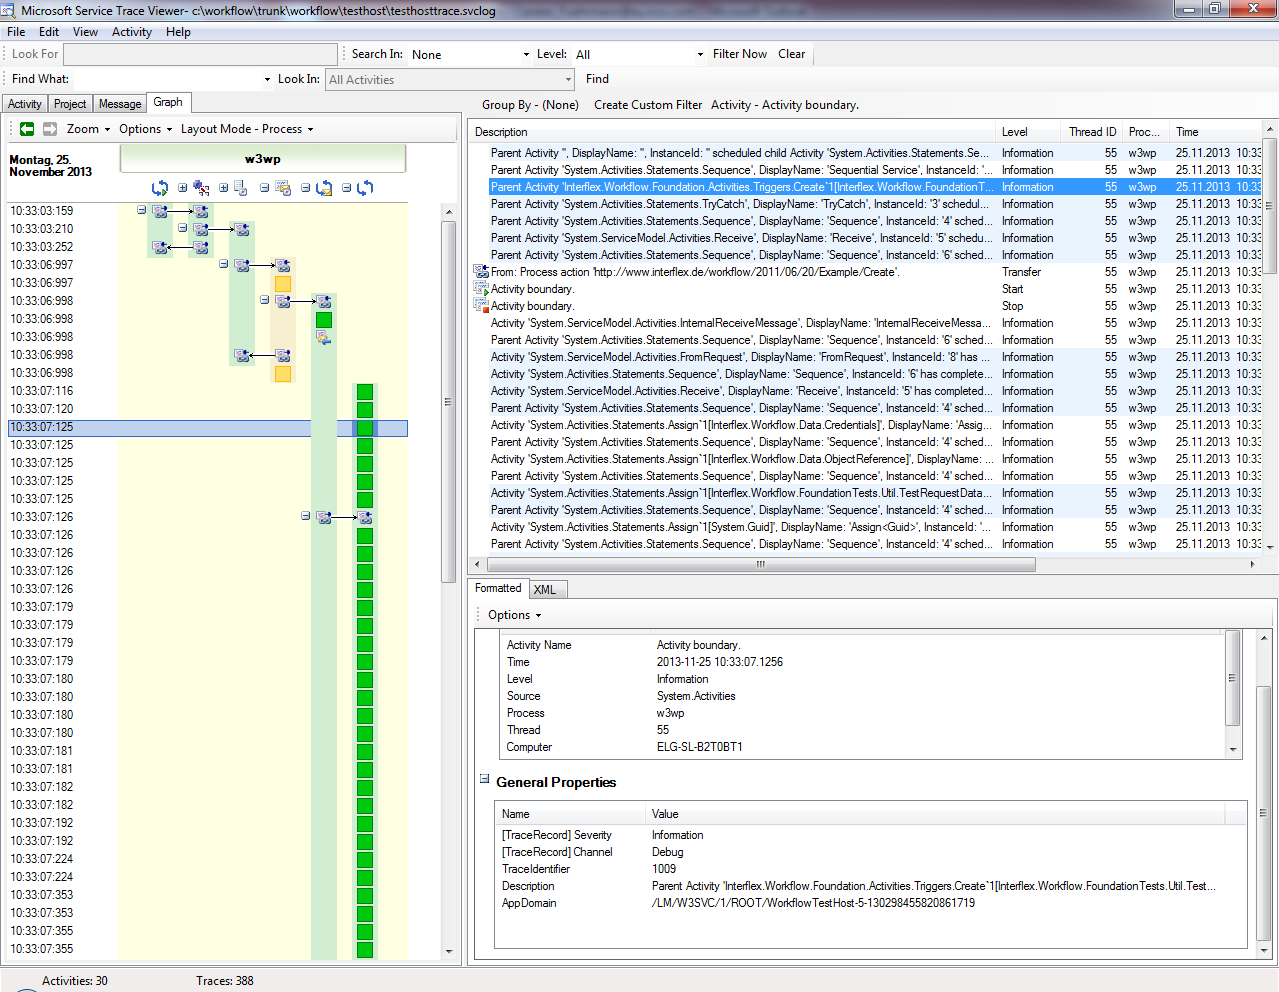 Microsoft Service Trace Viewer- c:\workflow\trunk\workflow\testhost\testhosttrace.svclog
File Edit View Activity Help
Look For Search In: None Level: All Filter Now Clear
Find What: Look In: All Activities Find
Activity Project Message Graph
Group By - (None) Create Custom Filter Activity - Activity boundary.
Zoom Options Layout Mode - Process
Montag, 25. November 2013
w3wp
10:33:03:159
10:33:03:210
10:33:03:252
10:33:06:997
10:33:06:997
10:33:06:998
10:33:06:998
10:33:06:998
10:33:06:998
10:33:06:998
10:33:07:116
10:33:07:120
10:33:07:125
10:33:07:125
10:33:07:125
10:33:07:125
10:33:07:125
10:33:07:126
10:33:07:126
10:33:07:126
10:33:07:126
10:33:07:126
10:33:07:179
10:33:07:179
10:33:07:179
10:33:07:179
10:33:07:180
10:33:07:180
10:33:07:180
10:33:07:180
10:33:07:181
10:33:07:181
10:33:07:182
10:33:07:182
10:33:07:192
10:33:07:192
10:33:07:224
10:33:07:224
10:33:07:353
10:33:07:353
10:33:07:355
10:33:07:355
Description Level Thread ID Proc... Time
Parent Activity '', DisplayName: '', InstanceId: '' scheduled child Activity 'System.Activities.Statements.Se... Information 55 w3wp 25.11.2013 10:33
Parent Activity 'System.Activities.Statements.Sequence', DisplayName: 'Sequential Service', InstanceId: '... Information 55 w3wp 25.11.2013 10:33
Parent Activity 'Interflex.Workflow.Foundation.Activities.Triggers.Create`1[Interflex.Workflow.FoundationT... Information 55 w3wp 25.11.2013 10:33
Parent Activity 'System.Activities.Statements.TryCatch', DisplayName: 'TryCatch', InstanceId: '3' schedul... Information 55 w3wp 25.11.2013 10:33
Parent Activity 'System.Activities.Statements.Sequence', DisplayName: 'Sequence', InstanceId: '4' sched... Information 55 w3wp 25.11.2013 10:33
Parent Activity 'System.ServiceModel.Activities.Receive', DisplayName: 'Receive', InstanceId: '5' schedu... Information 55 w3wp 25.11.2013 10:33
Parent Activity 'System.Activities.Statements.Sequence', DisplayName: 'Sequence', InstanceId: '6' sched... Information 55 w3wp 25.11.2013 10:33
From: Process action 'http://www.interflex.de/workflow/2011/06/20/Example/Create'. Transfer 55 w3wp 25.11.2013 10:33
Activity boundary. Start 55 w3wp 25.11.2013 10:33
Activity boundary. Stop 55 w3wp 25.11.2013 10:33
Activity 'System.ServiceModel.Activities.InternalReceiveMessage', DisplayName: 'InternalReceiveMessa... Information 55 w3wp 25.11.2013 10:33
Parent Activity 'System.Activities.Statements.Sequence', DisplayName: 'Sequence', InstanceId: '6' sched... Information 55 w3wp 25.11.2013 10:33
Activity 'System.ServiceModel.Activities.FromRequest', DisplayName: 'FromRequest', InstanceId: '8' has ... Information 55 w3wp 25.11.2013 10:33
Activity 'System.Activities.Statements.Sequence', DisplayName: 'Sequence', InstanceId: '6' has complete... Information 55 w3wp 25.11.2013 10:33
Activity 'System.ServiceModel.Activities.Receive', DisplayName: 'Receive', InstanceId: '5' has completed... Information 55 w3wp 25.11.2013 10:33
Parent Activity 'System.Activities.Statements.Sequence', DisplayName: 'Sequence', InstanceId: '4' sched... Information 55 w3wp 25.11.2013 10:33
Activity 'System.Activities.Statements.Assign`1[Interflex.Workflow.Data.Credentials]', DisplayName: 'Assig... Information 55 w3wp 25.11.2013 10:33
Parent Activity 'System.Activities.Statements.Sequence', DisplayName: 'Sequence', InstanceId: '4' sched... Information 55 w3wp 25.11.2013 10:33
Activity 'System.Activities.Statements.Assign`1[Interflex.Workflow.Data.ObjectReference]', DisplayName: ... Information 55 w3wp 25.11.2013 10:33
Parent Activity 'System.Activities.Statements.Sequence', DisplayName: 'Sequence', InstanceId: '4' sched... Information 55 w3wp 25.11.2013 10:33
Activity 'System.Activities.Statements.Assign`1[Interflex.Workflow.FoundationTests.Util.TestRequestData... Information 55 w3wp 25.11.2013 10:33
Parent Activity 'System.Activities.Statements.Sequence', DisplayName: 'Sequence', InstanceId: '4' sched... Information 55 w3wp 25.11.2013 10:33
Activity 'System.Activities.Statements.Assign`1[System.Guid]', DisplayName: 'Assign<Guid>', InstanceId: '... Information 55 w3wp 25.11.2013 10:33
Parent Activity 'System.Activities.Statements.Sequence', DisplayName: 'Sequence', InstanceId: '4' sched... Information 55 w3wp 25.11.2013 10:33
Formatted XML
Options
Activity Name Activity boundary.
Time 2013-11-25 10:33:07.1256
Level Information
Source System.Activities
Process w3wp
Thread 55
Computer ELG-SL-B2T0BT1
General Properties
Name Value
[TraceRecord] Severity Information
[TraceRecord] Channel Debug
TraceIdentifier 1009
Description Parent Activity 'Interflex.Workflow.Foundation.Activities.Triggers.Create`1[Interflex.Workflow.FoundationTests.Util.Test...
AppDomain /LM/W3SVC/1/ROOT/WorkflowTestHost-5-130298455820861719
Activities: 30 Traces: 388